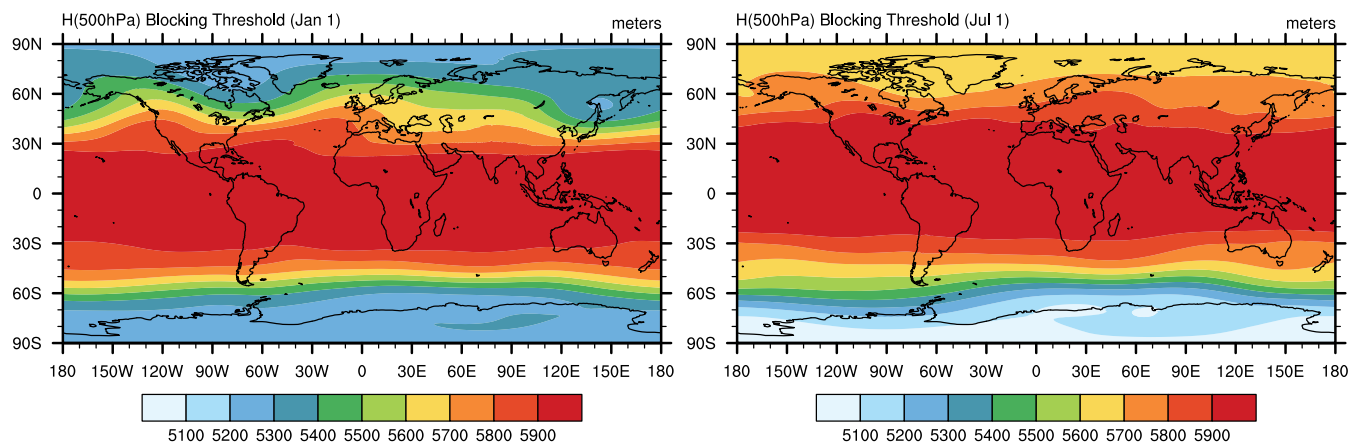 H(500hPa) Blocking Threshold (Jan 1) meters
90N
60N
30N
0
30S
60S
90S
180 150W 120W 90W 60W 30W 0 30E 60E 90E 120E 150E 180
5100 5200 5300 5400 5500 5600 5700 5800 5900
H(500hPa) Blocking Threshold (Jul 1) meters
90N
60N
30N
0
30S
60S
90S
180 150W 120W 90W 60W 30W 0 30E 60E 90E 120E 150E 180
5100 5200 5300 5400 5500 5600 5700 5800 5900